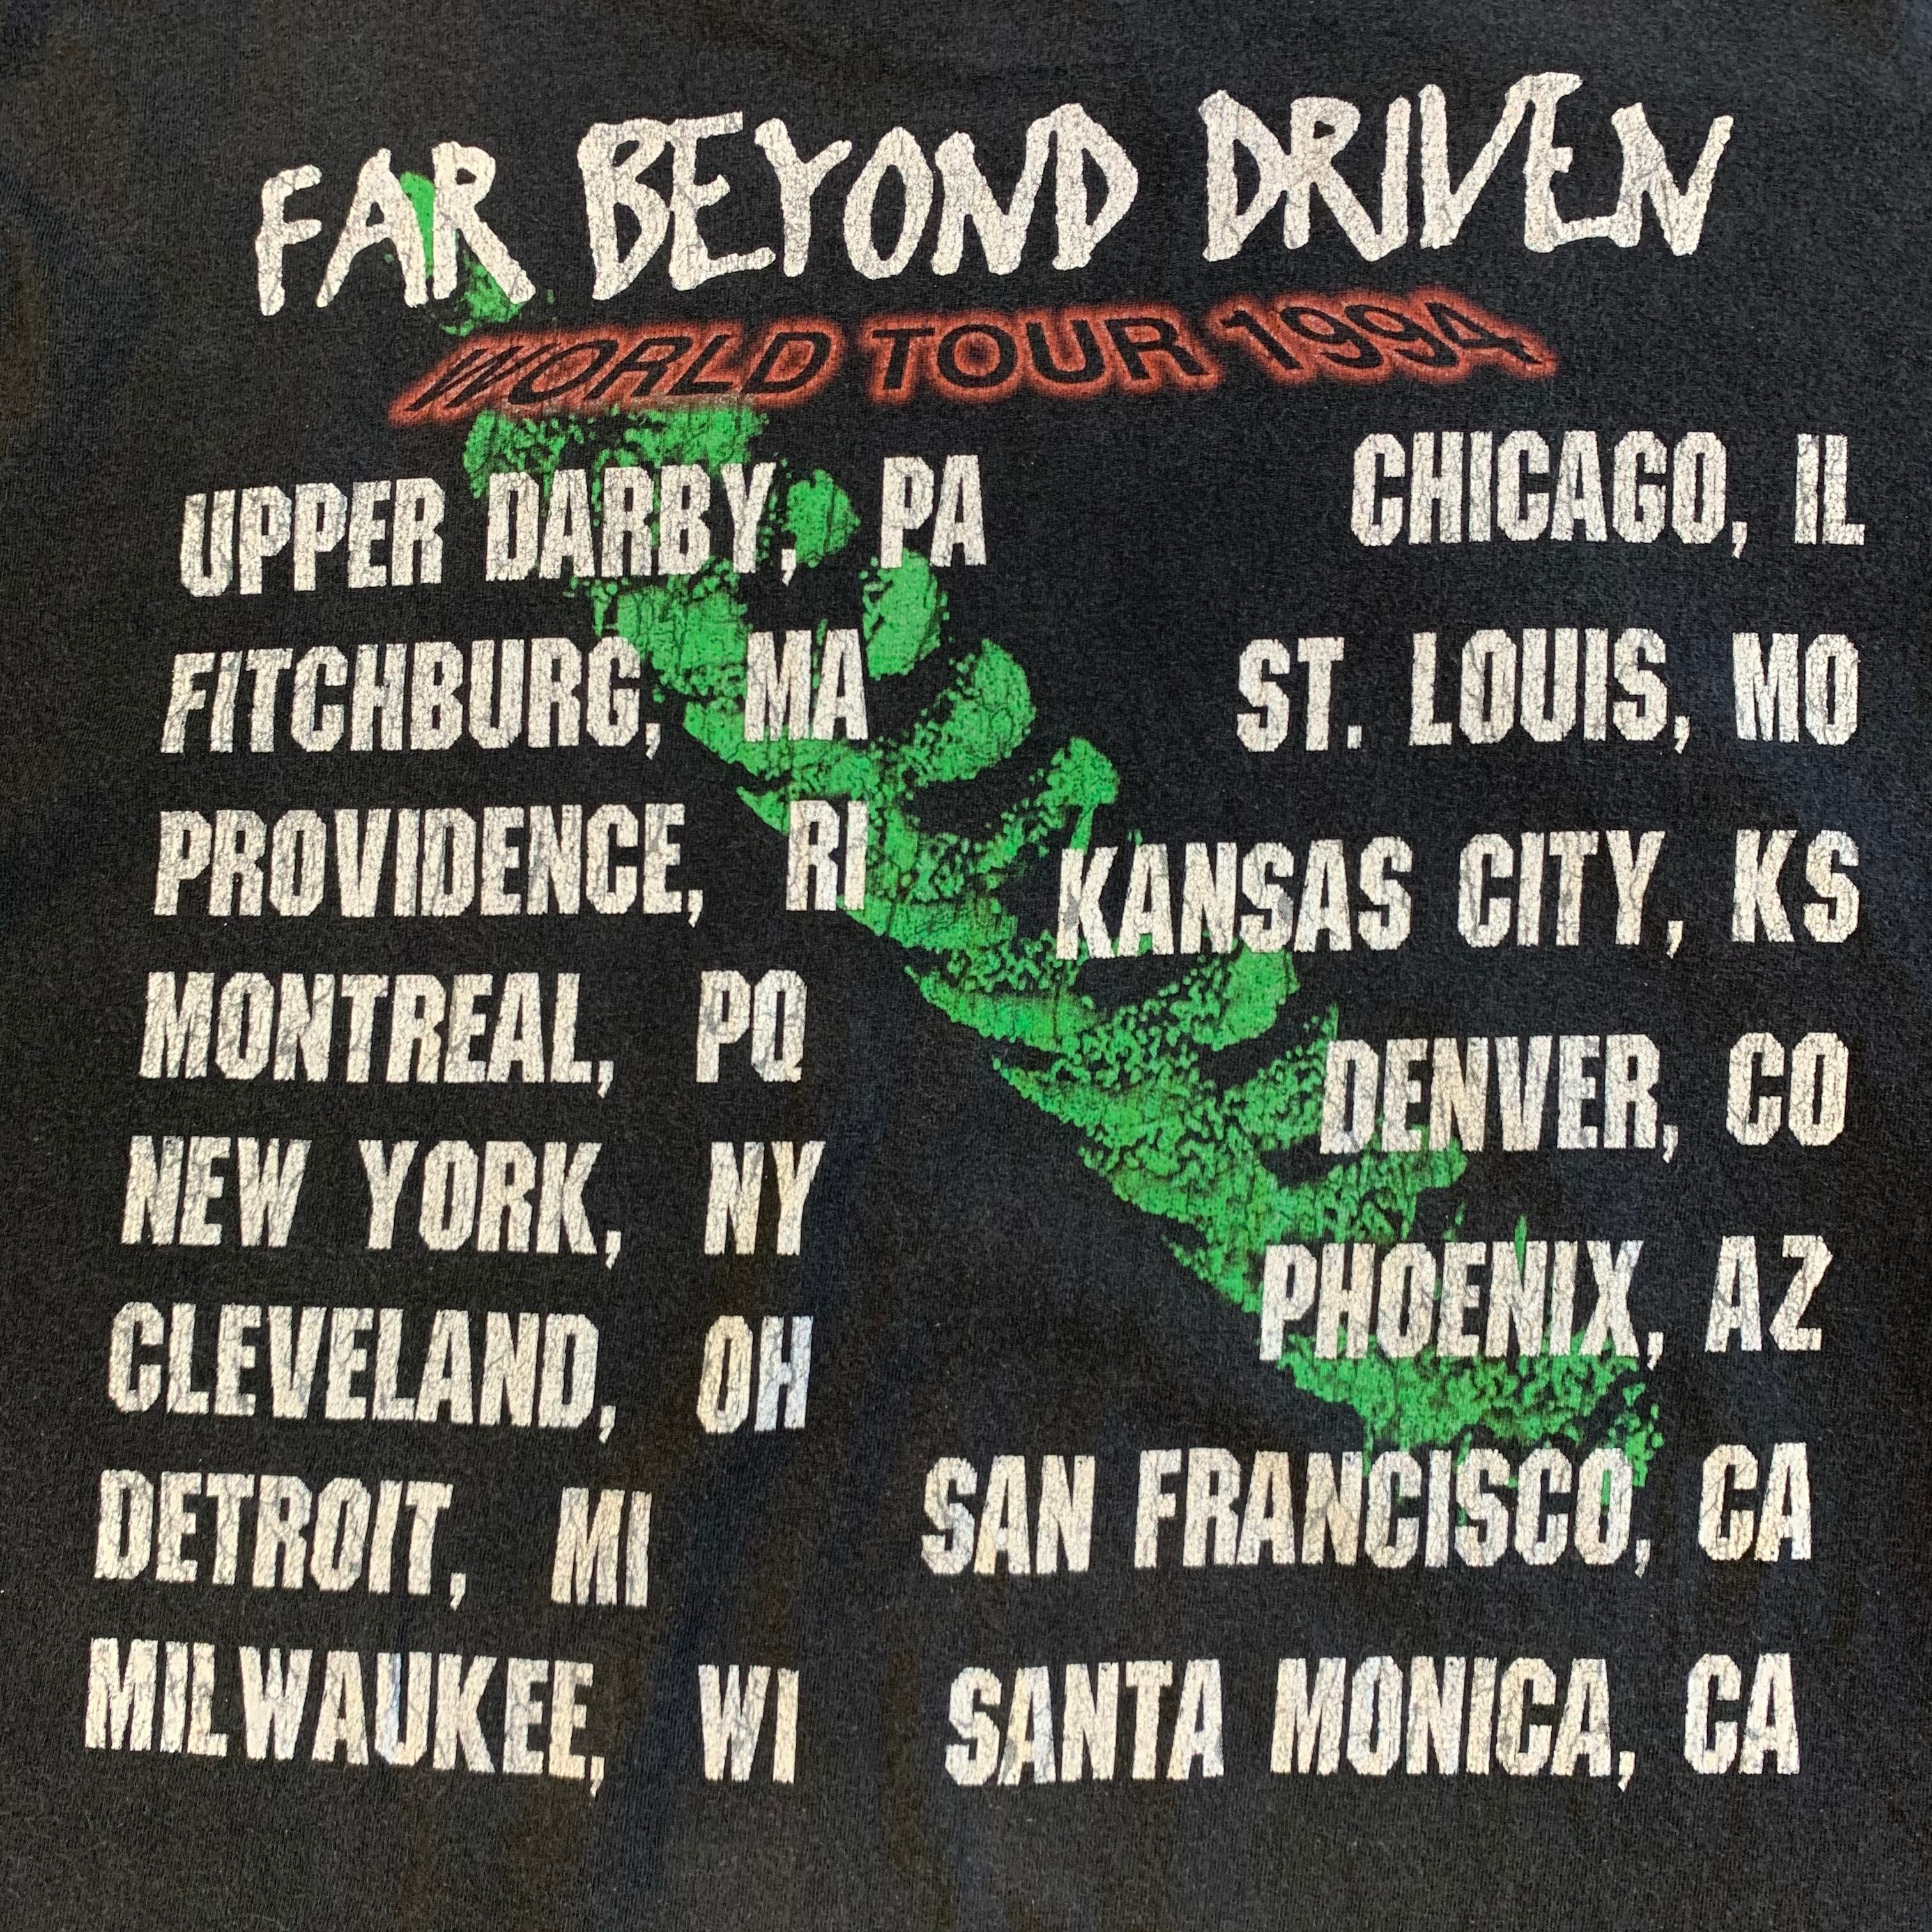 FAR BEYOND DRIVEN
WORLD TOUR 1994
UPPER DARBY, PA
FITCHBURG, MA
PROVIDENCE, RI
MONTREAL, PQ
NEW YORK, NY
CLEVELAND, OH
DETROIT, MI
MILWAUKEE, WI
CHICAGO, IL
ST. LOUIS, MO
KANSAS CITY, KS
DENVER, CO
PHOENIX, AZ
SAN FRANCISCO, CA
SANTA MONICA, CA